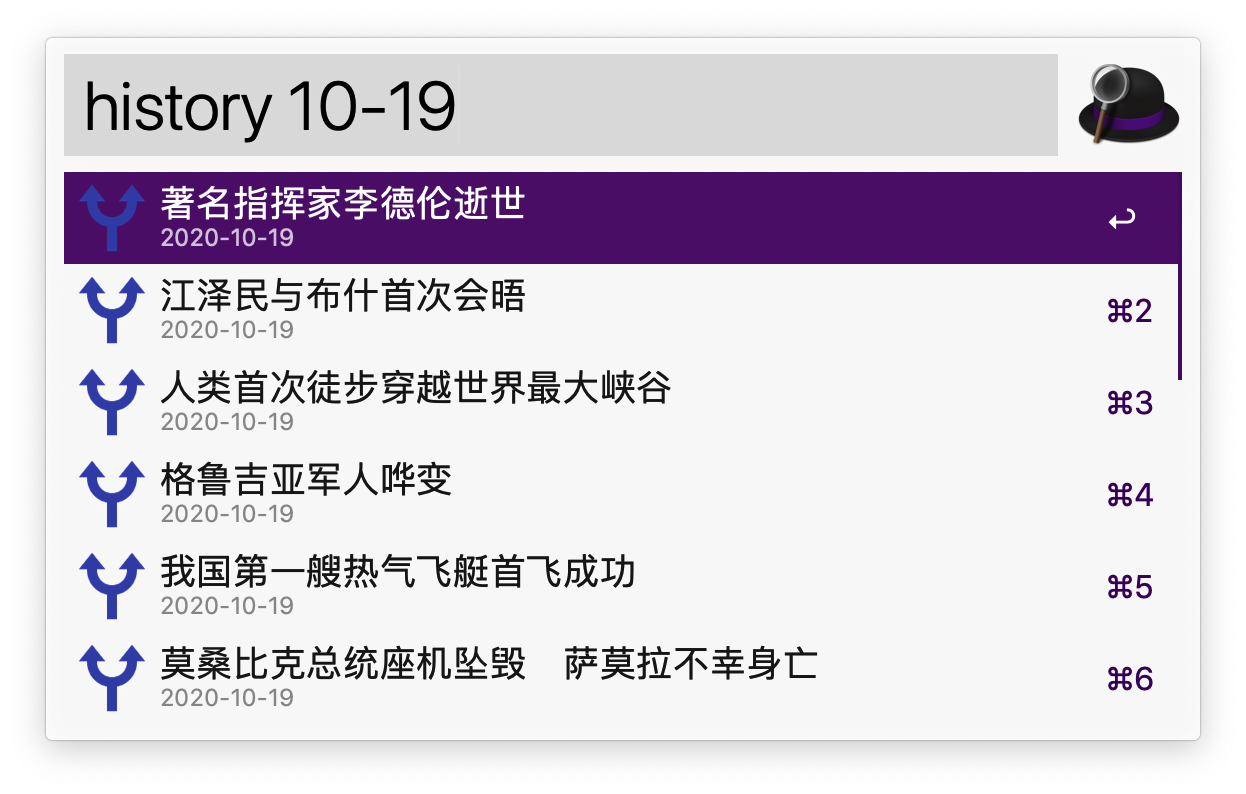 history 10-19
著名指挥家李德伦逝世
2020-10-19
江泽民与布什首次会晤
2020-10-19
⌘2
人类首次徒步穿越世界最大峡谷
2020-10-19
⌘3
格鲁吉亚军人哗变
2020-10-19
⌘4
我国第一艘热气飞艇首飞成功
2020-10-19
⌘5
莫桑比克总统座机坠毁　萨莫拉不幸身亡
2020-10-19
⌘6